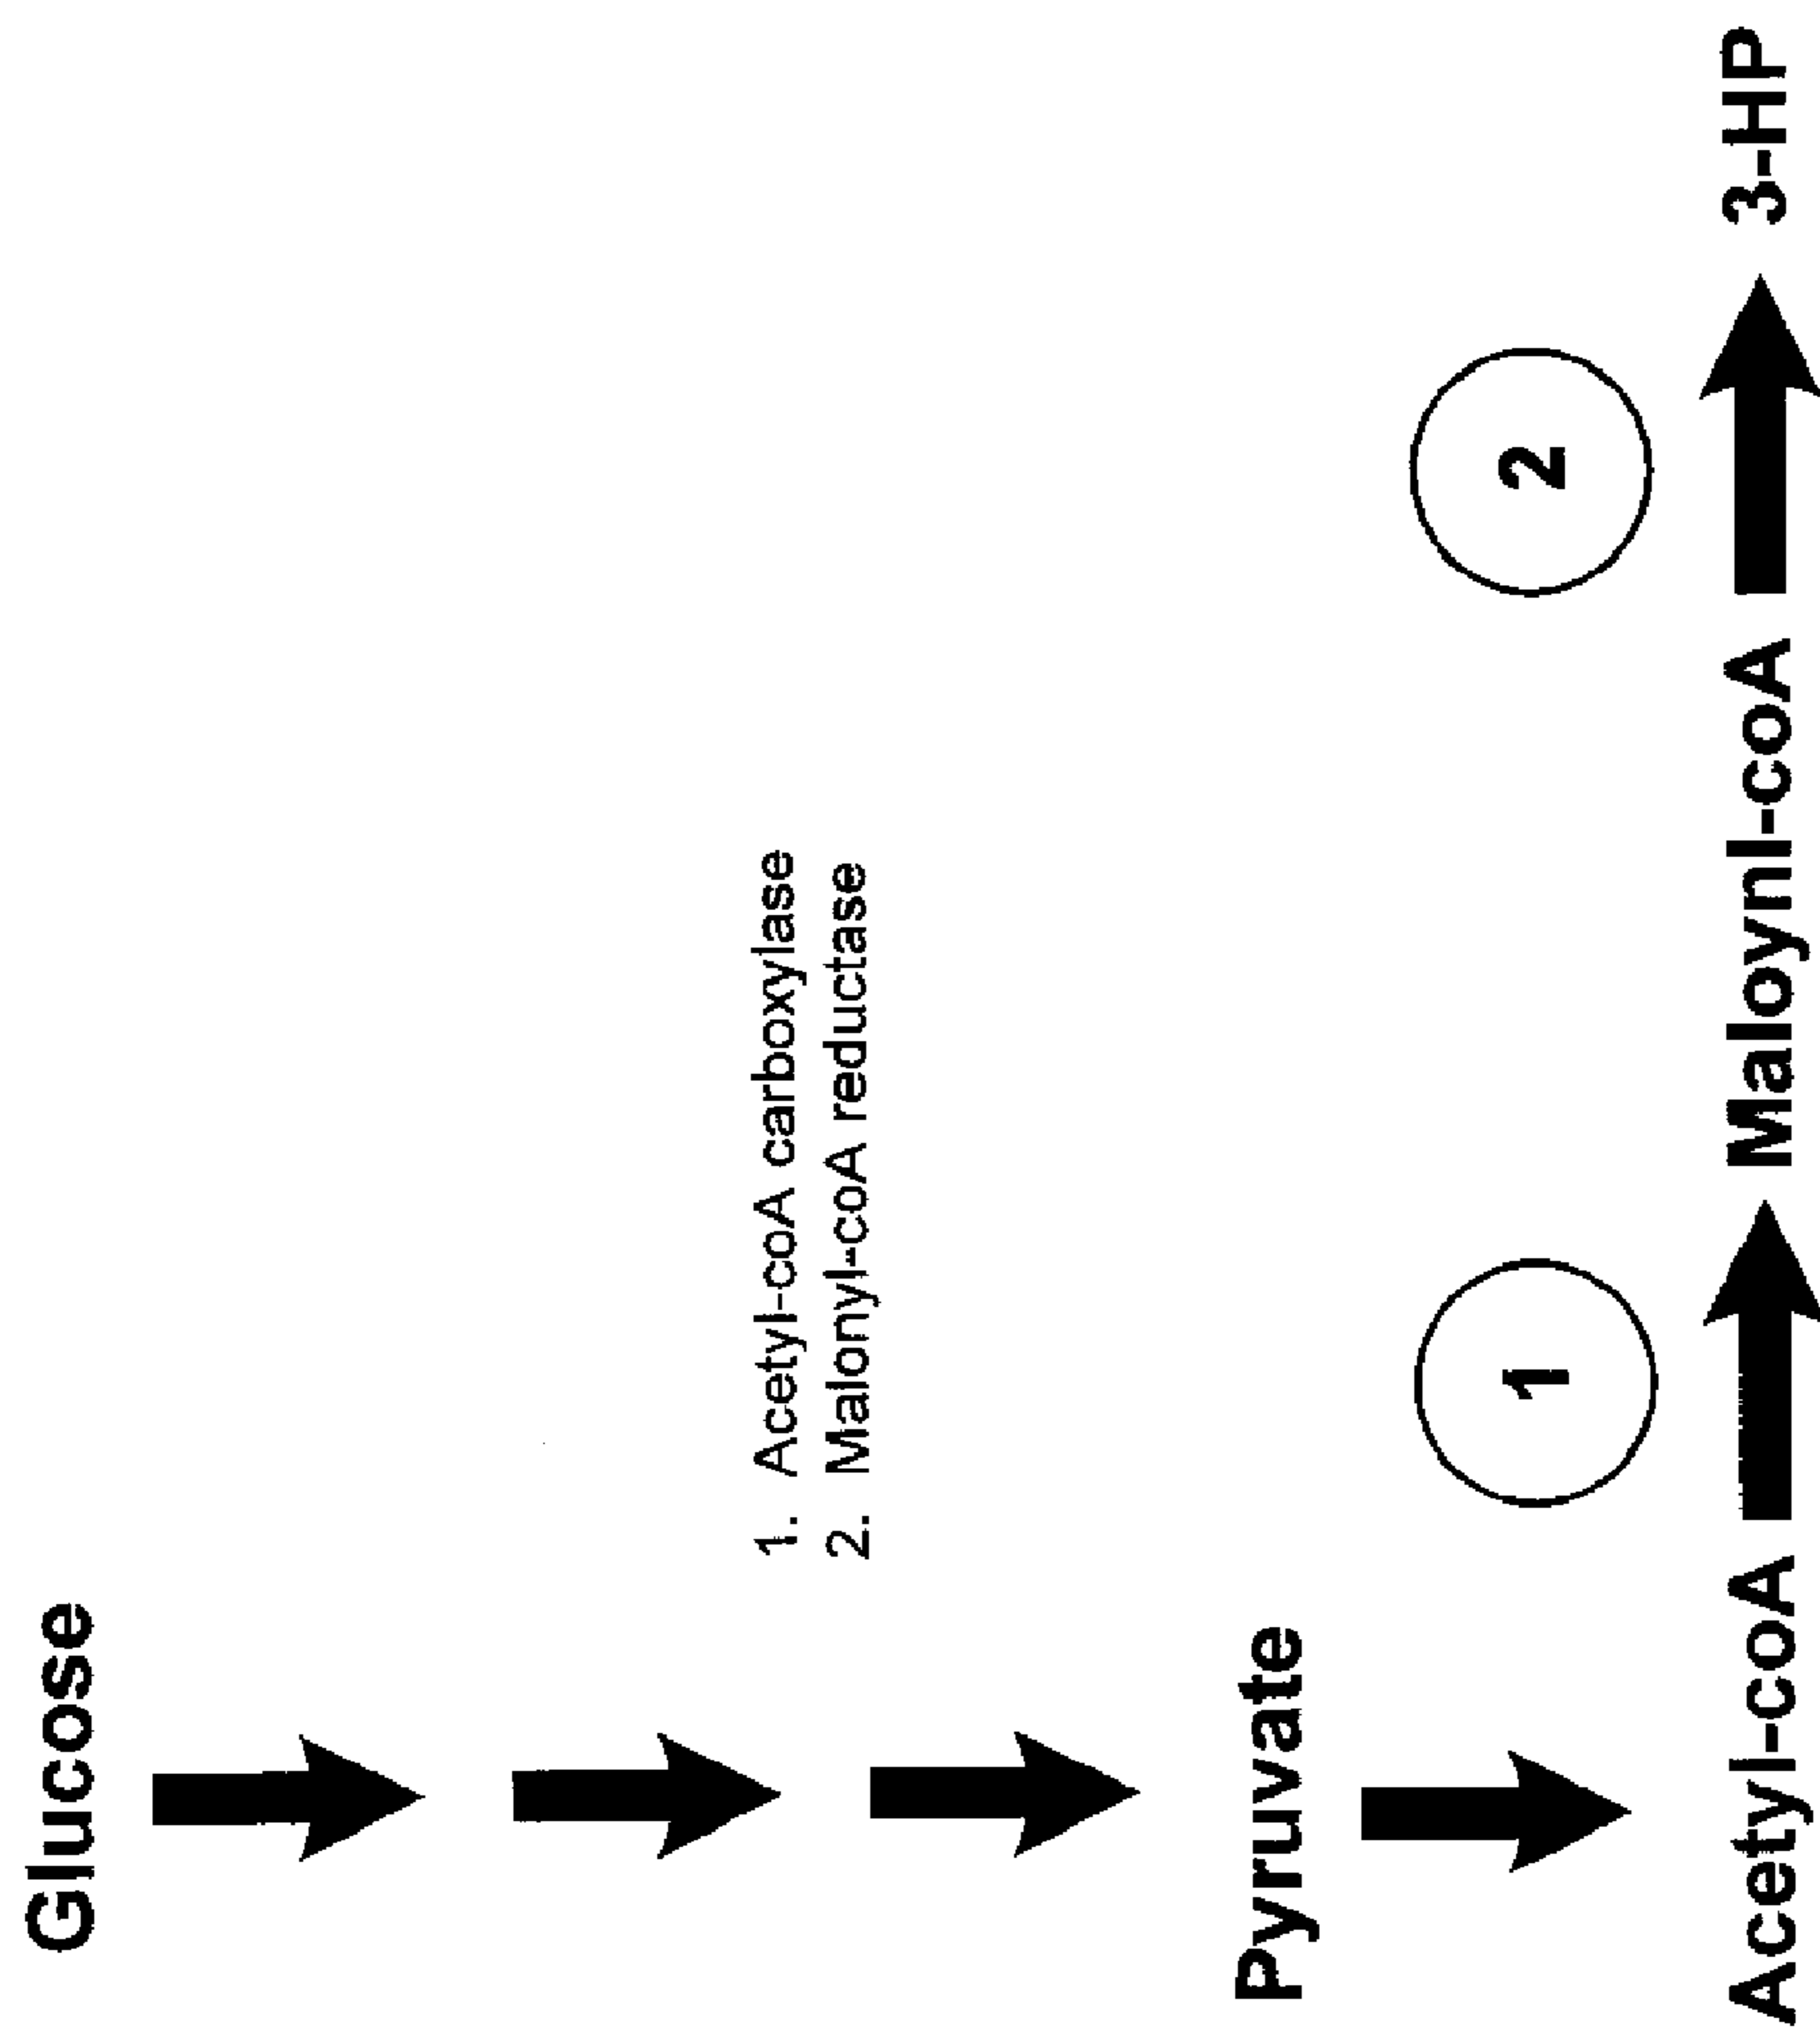 Glucose
1. Acetyl-coA carboxylase
2. Malonyl-coA reductase
Pyruvate
1
2
Acetyl-coA
Maloynl-coA
3-HP